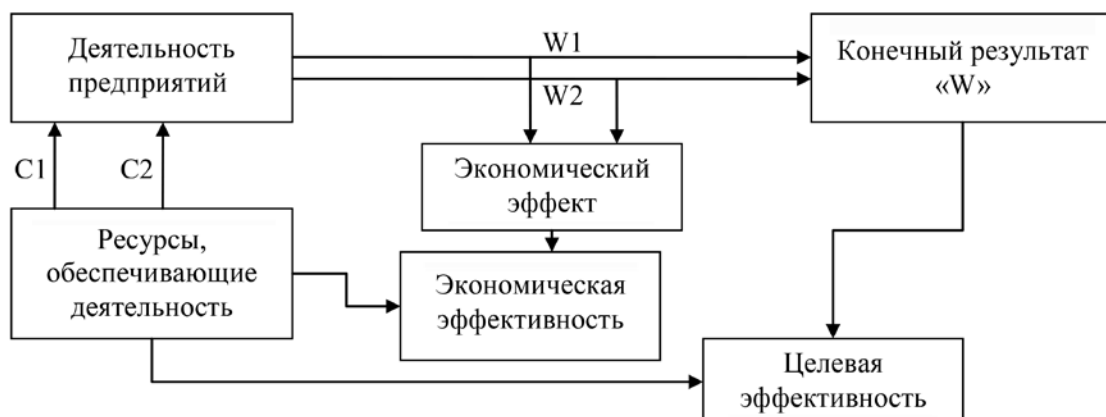 Деятельность
предприятий
W1
W2
Конечный результат
«W»
C1
C2
Экономический
эффект
Ресурсы,
обеспечивающие
деятельность
Экономическая
эффективность
Целевая
эффективность